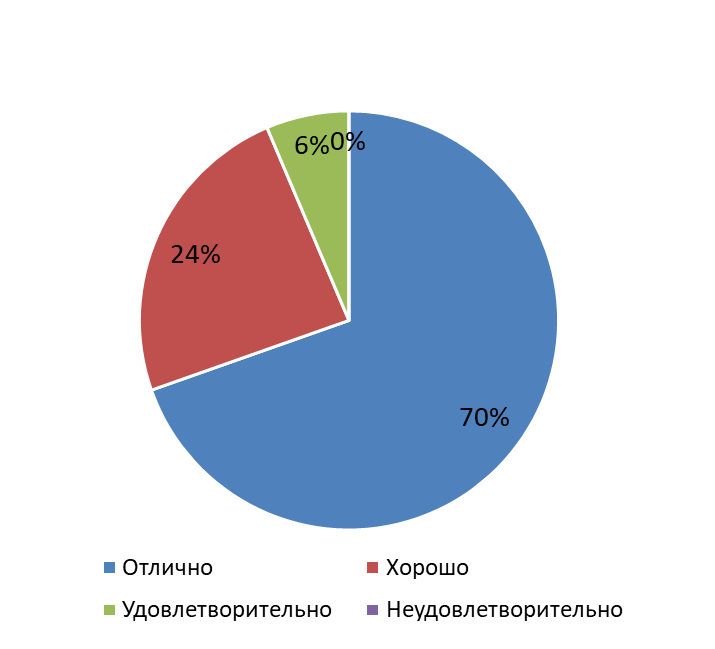 6%
0%
24%
70%
Отлично
Хорошо
Удовлетворительно
Неудовлетворительно